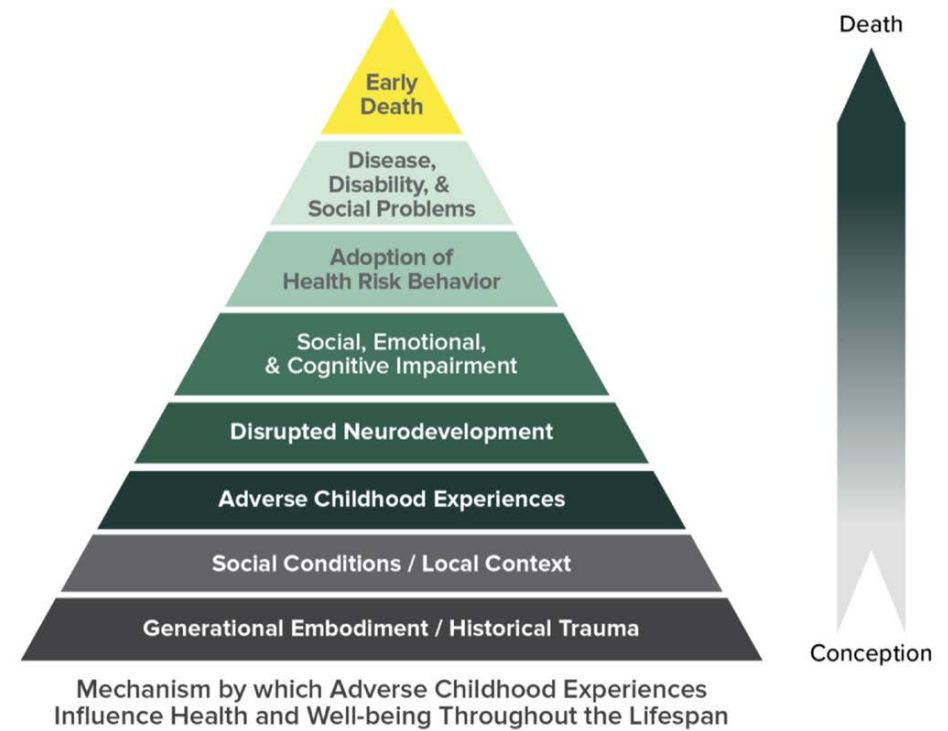 Death
Early
Death
Disease,
Disability, &
Social Problems
Adoption of
Health Risk Behavior
Social, Emotional,
& Cognitive Impairment
Disrupted Neurodevelopment
Adverse Childhood Experiences
Social Conditions / Local Context
Generational Embodiment / Historical Trauma
Conception
Mechanism by which Adverse Childhood Experiences
Influence Health and Well-being Throughout the Lifespan